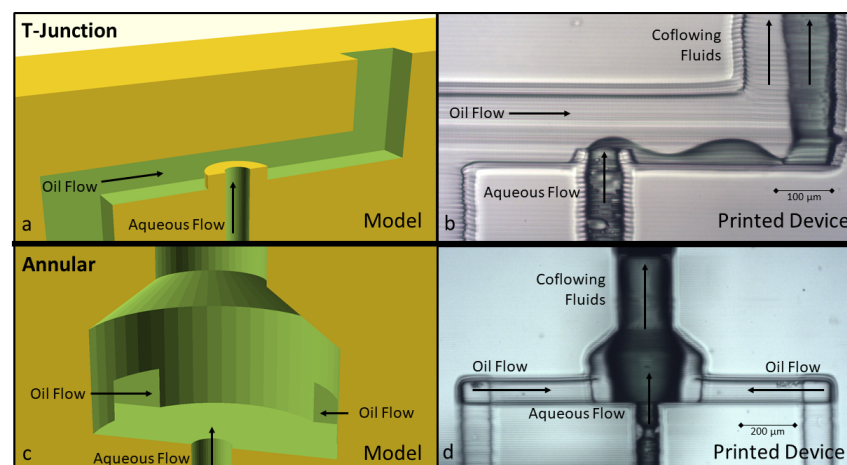 T-Junction
Oil Flow
Aqueous Flow
a
Model
Coflowing
Fluids
Oil Flow
Aqueous Flow
100 µm
b
Printed Device
Annular
Oil Flow
Oil Flow
Aqueous Flow
c
Model
Coflowing
Fluids
Oil Flow
Oil Flow
Aqueous Flow
200 µm
d
Printed Device